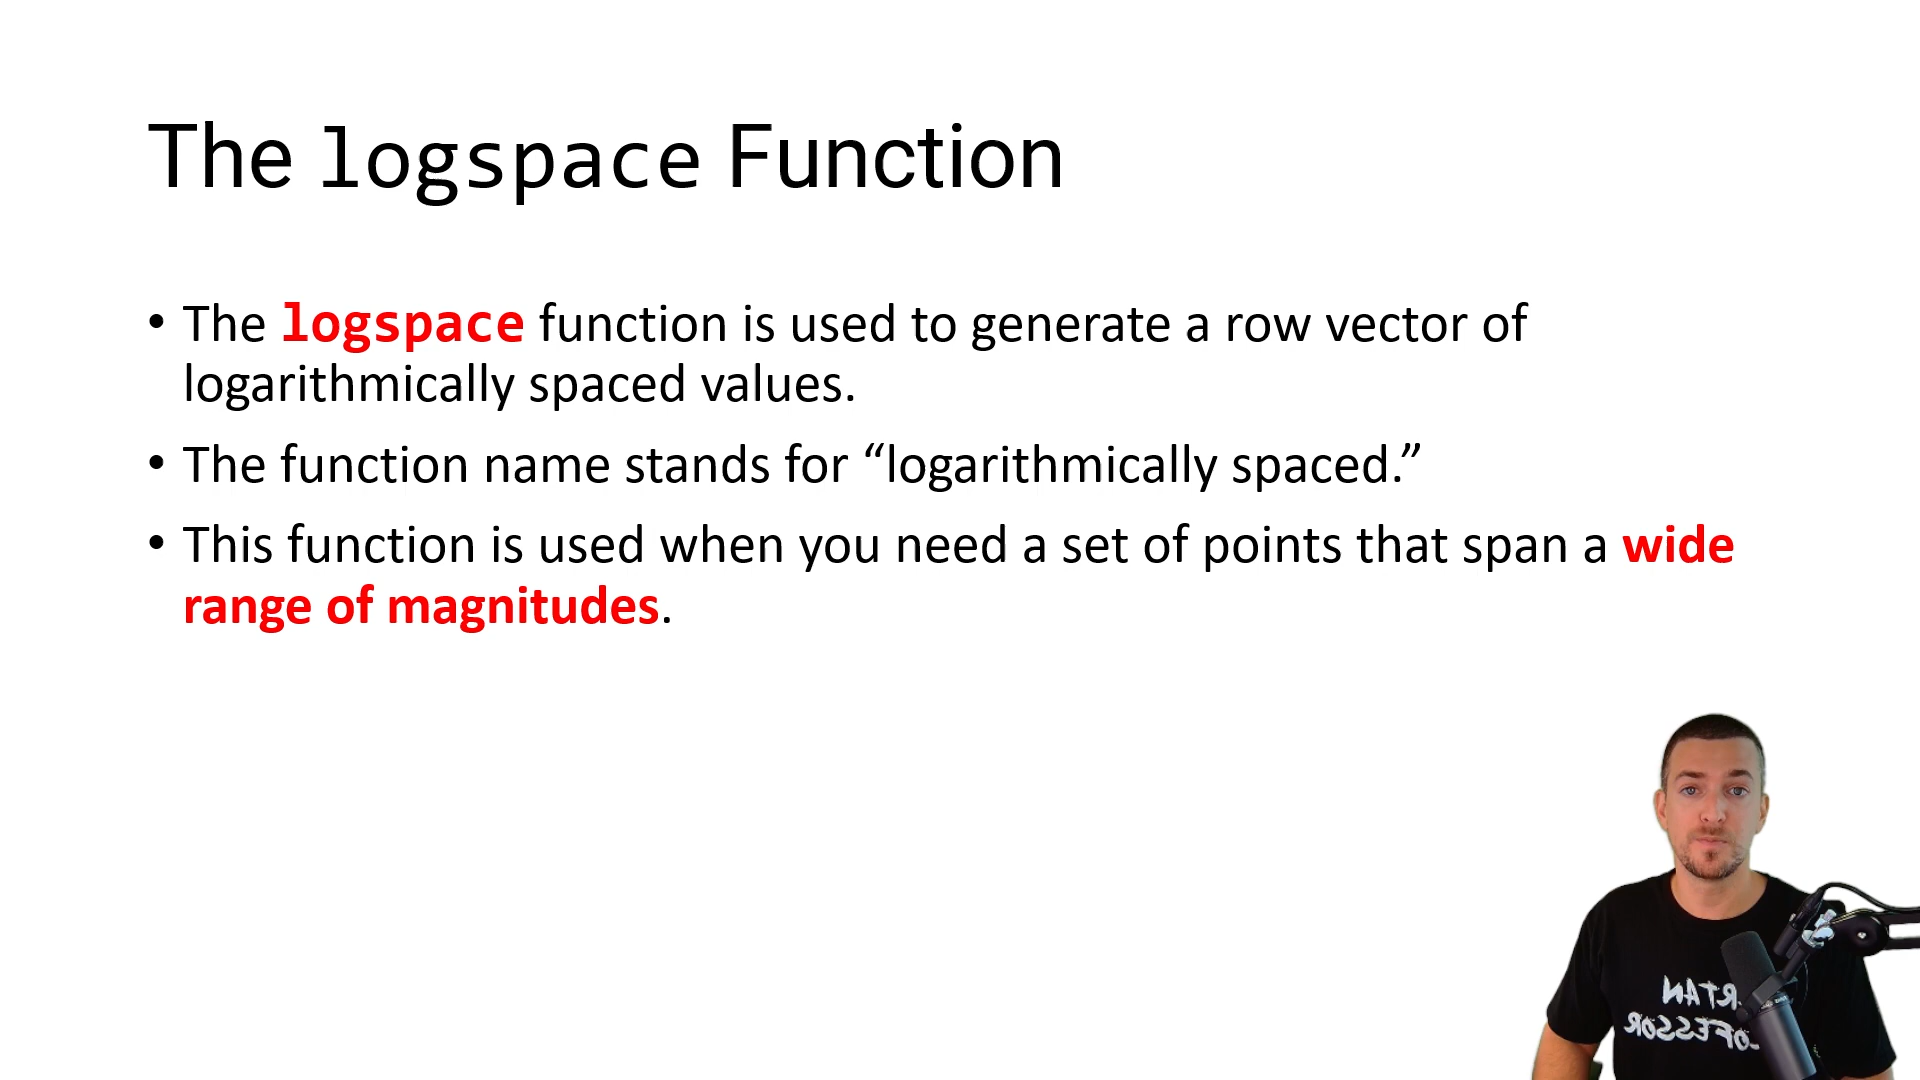 The logspace Function
• The logspace function is used to generate a row vector of
logarithmically spaced values.
• The function name stands for “logarithmically spaced.”
• This function is used when you need a set of points that span a wide
range of magnitudes.